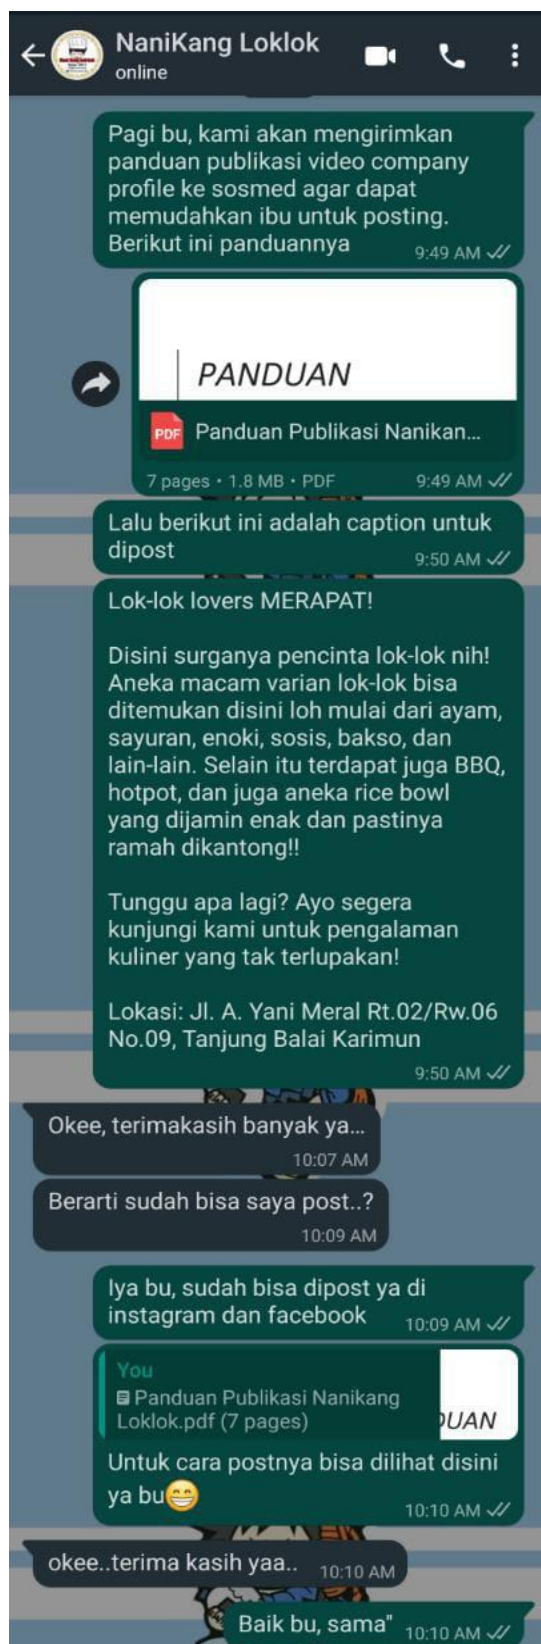 NaniKang Loklok
online
Pagi bu, kami akan mengirimkan
panduan publikasi video company
profile ke sosmed agar dapat
memudahkan ibu untuk posting.
Berikut ini panduannya
9:49 AM
PANDUAN
PDF
Panduan Publikasi Nanikan...
7 pages • 1.8 MB • PDF
9:49 AM
Lalu berikut ini adalah caption untuk
dipost
9:50 AM
Lok-lok lovers MERAPAT!
Disini surganya pencinta lok-lok nih!
Aneka macam varian lok-lok bisa
ditemukan disini loh mulai dari ayam,
sayuran, enoki, sosis, bakso, dan
lain-lain. Selain itu terdapat juga BBQ,
hotpot, dan juga aneka rice bowl
yang dijamin enak dan pastinya
ramah dikantong!!
Tunggu apa lagi? Ayo segera
kunjungi kami untuk pengalaman
kuliner yang tak terlupakan!
Lokasi: Jl. A. Yani Meral Rt.02/Rw.06
No.09, Tanjung Balai Karimun
9:50 AM
Okee, terimakasih banyak ya...
10:07 AM
Berarti sudah bisa saya post..?
10:09 AM
Iya bu, sudah bisa dipost ya di
instagram dan facebook
10:09 AM
You
Panduan Publikasi Nanikang
Loklok.pdf (7 pages)
DUAN
Untuk cara postnya bisa dilihat disini
ya bu😁
10:10 AM
okee..terima kasih yaa..
10:10 AM
Baik bu, sama"
10:10 AM